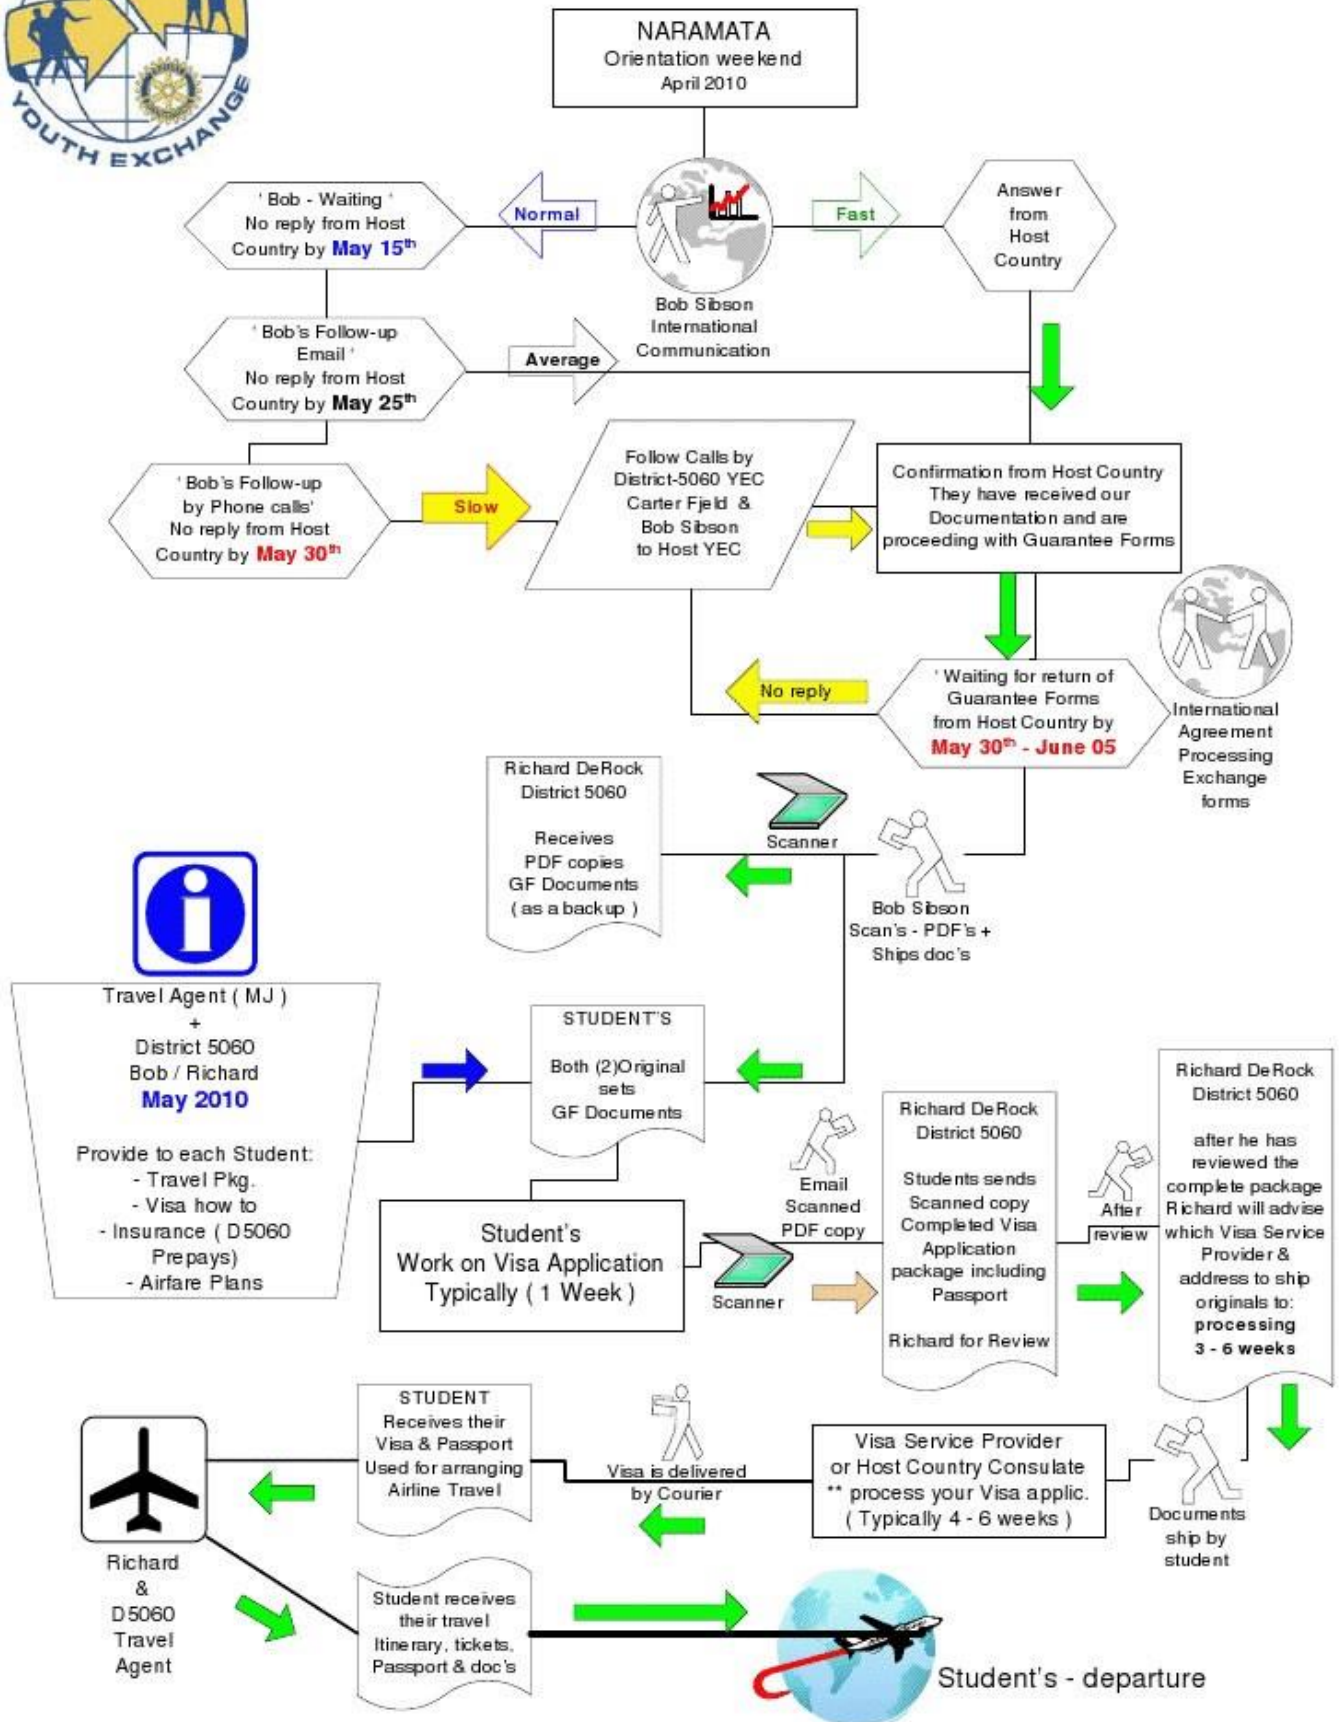 YOUTH EXCHANGE
NARAMATA
Orientation weekend
April 2010
' Bob - Waiting '
No reply from Host
Country by May 15th
Normal
Fast
Answer
from
Host
Country
Bob Sibson
International
Communication
' Bob's Follow-up
Email '
No reply from Host
Country by May 25th
Average
' Bob's Follow-up
by Phone calls'
No reply from Host
Country by May 30th
Slow
Follow Calls by
District-5060 YEC
Carter Fjeld &
Bob Sibson
to Host YEC
Confirmation from Host Country
They have received our
Documentation and are
proceeding with Guarantee Forms
No reply
' Waiting for return of
Guarantee Forms
from Host Country by
May 30th - June 05
International
Agreement
Processing
Exchange
forms
Richard DeRock
District 5060
Receives
PDF copies
GF Documents
( as a backup )
Scanner
Bob Sibson
Scan's - PDF's +
Ships doc's
Travel Agent ( MJ )
+
District 5060
Bob / Richard
May 2010
Provide to each Student:
- Travel Pkg.
- Visa how to
- Insurance ( D5060
Prepays)
- Airfare Plans
STUDENT'S
Both (2)Original
sets
GF Documents
Student's
Work on Visa Application
Typically ( 1 Week )
Scanner
Email
Scanned
PDF copy
Richard DeRock
District 5060
Students sends
Scanned copy
Completed Visa
Application
package including
Passport
Richard for Review
After
review
Richard DeRock
District 5060
after he has
reviewed the
complete package
Richard will advise
which Visa Service
Provider &
address to ship
originals to:
processing
3 - 6 weeks
Documents
ship by
student
Visa Service Provider
or Host Country Consulate
** process your Visa applic.
( Typically 4 - 6 weeks )
Visa is delivered
by Courier
STUDENT
Receives their
Visa & Passport
Used for arranging
Airline Travel
Richard
&
D5060
Travel
Agent
Student receives
their travel
Itinerary, tickets,
Passport & doc's
Student's - departure